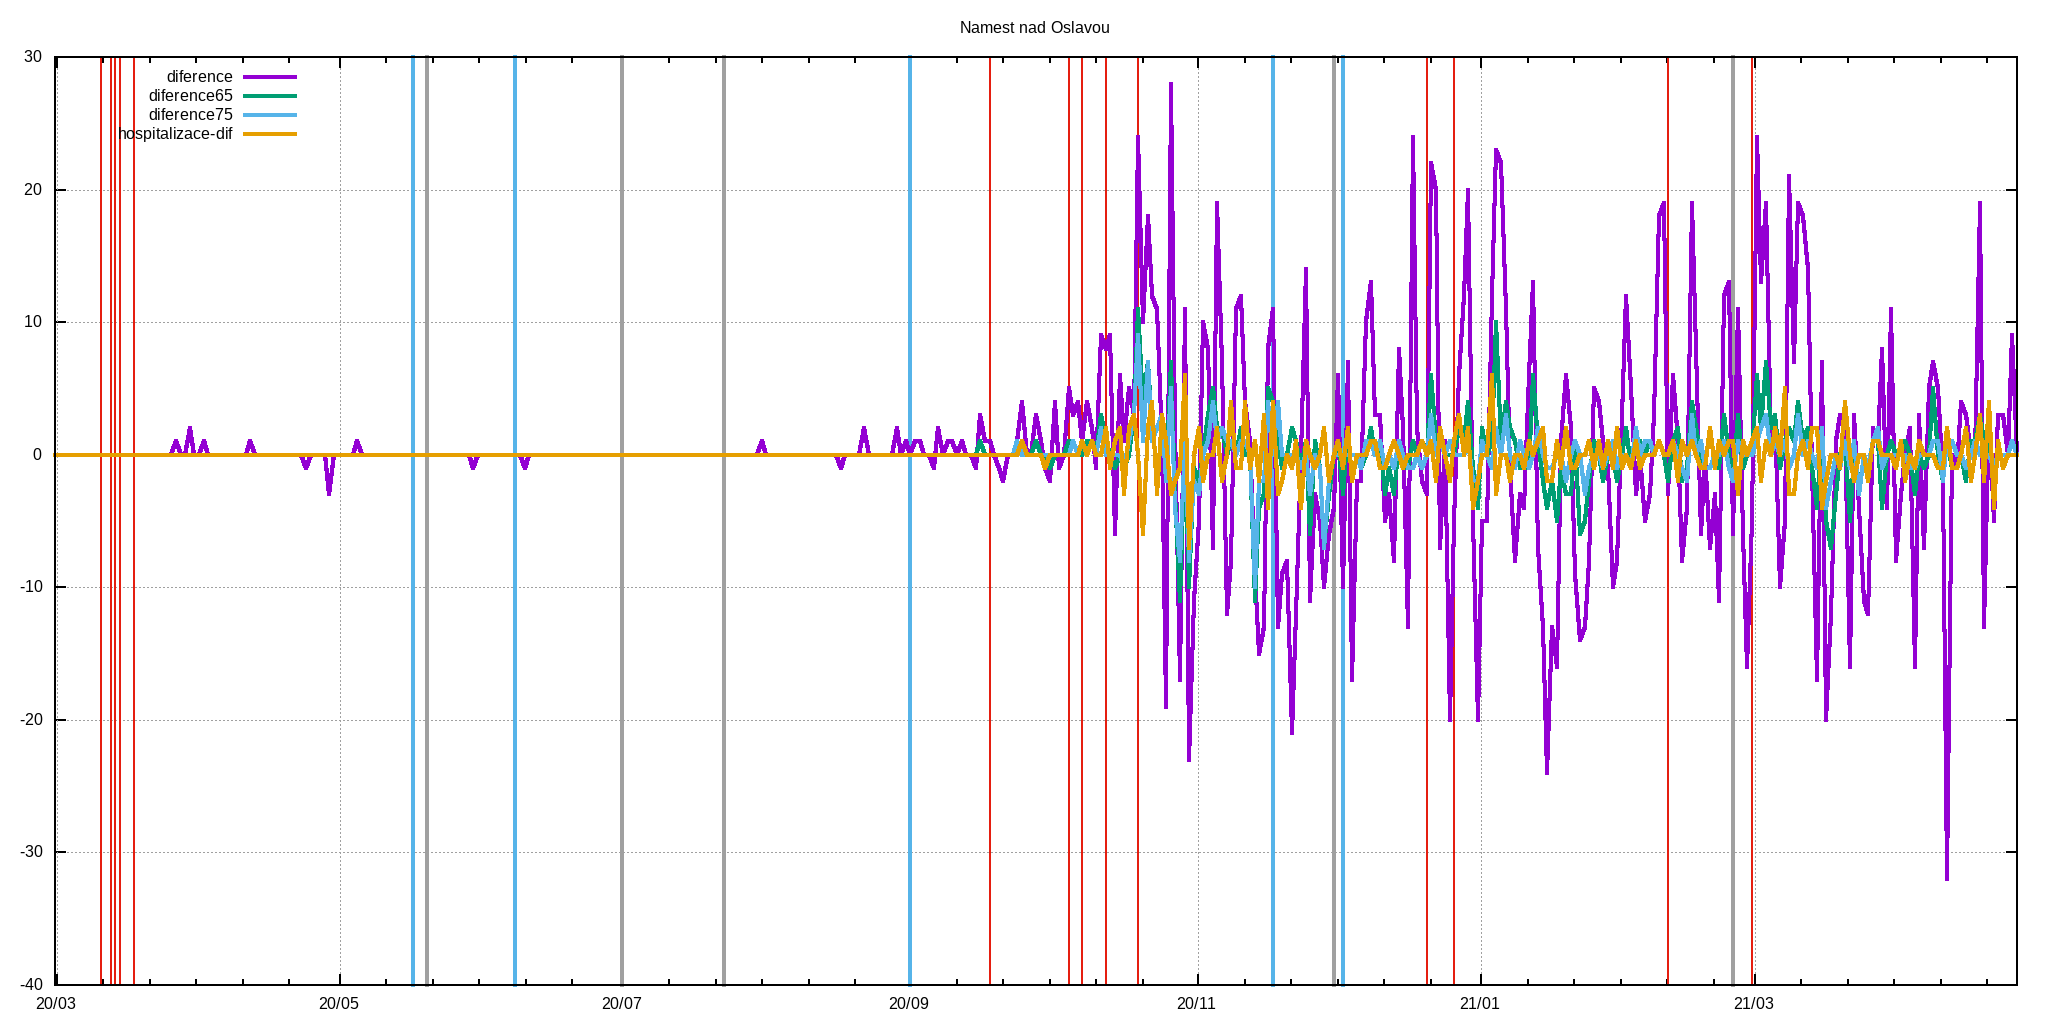 Namest nad Oslavou
30
20
10
0
-10
-20
-30
-40
diference
diference65
diference75
hospitalizace-dif
20/03 20/05 20/07 20/09 20/11 21/01 21/03